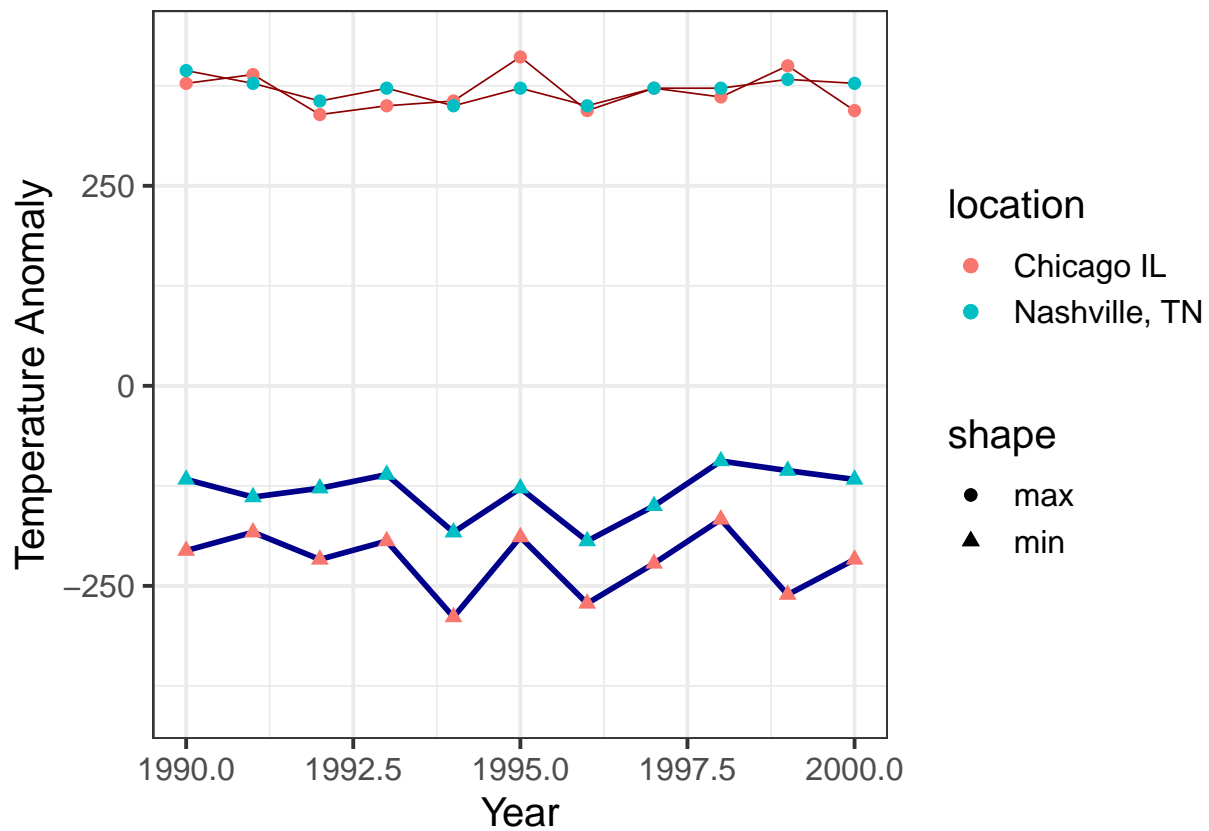 Temperature Anomaly
250
0
−250
1990.0 1992.5 1995.0 1997.5 2000.0
Year
location
Chicago IL
Nashville, TN
shape
max
min